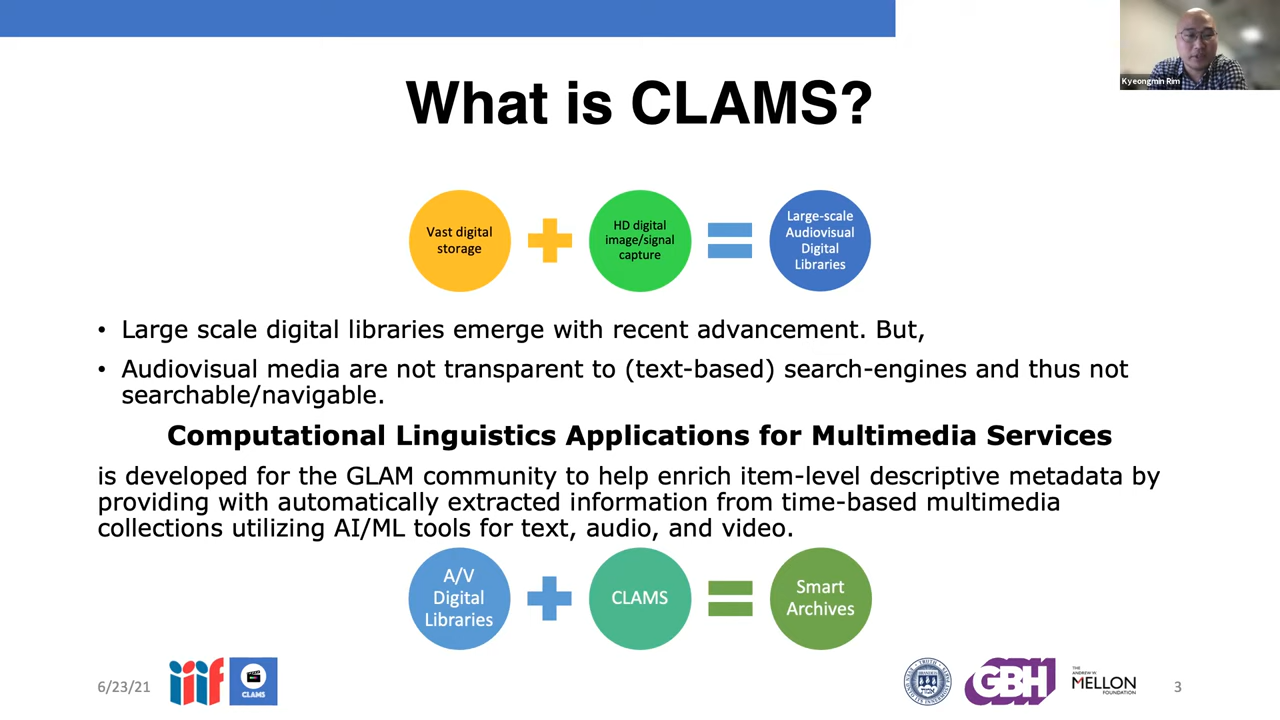 Kyeongmin Rim
What is CLAMS?
Vast digital
storage
HD digital
image/signal
capture
Large-scale
Audiovisual
Digital
Libraries
• Large scale digital libraries emerge with recent advancement. But,
• Audiovisual media are not transparent to (text-based) search-engines and thus not
searchable/navigable.
Computational Linguistics Applications for Multimedia Services
is developed for the GLAM community to help enrich item-level descriptive metadata by
providing with automatically extracted information from time-based multimedia
collections utilizing AI/ML tools for text, audio, and video.
A/V
Digital
Libraries
CLAMS
Smart
Archives
6/23/21
iiif
CLAMS
GBH
THE
ANDREW W.
MELLON
FOUNDATION
3